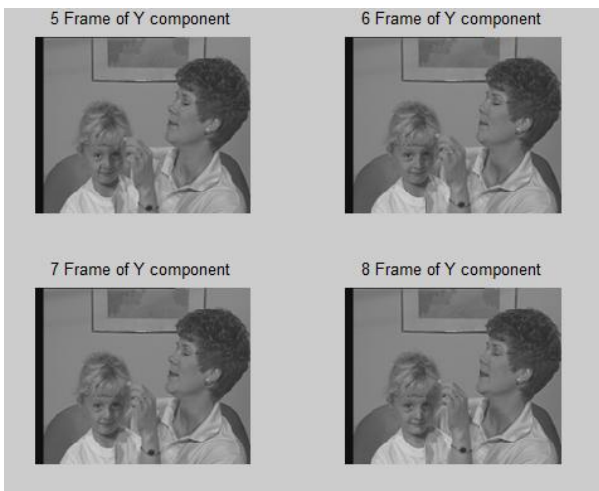 5 Frame of Y component
6 Frame of Y component
7 Frame of Y component
8 Frame of Y component